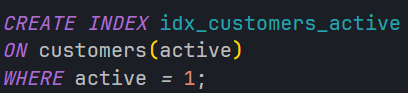 CREATE INDEX idx_customers_active
ON customers(active)
WHERE active = 1;